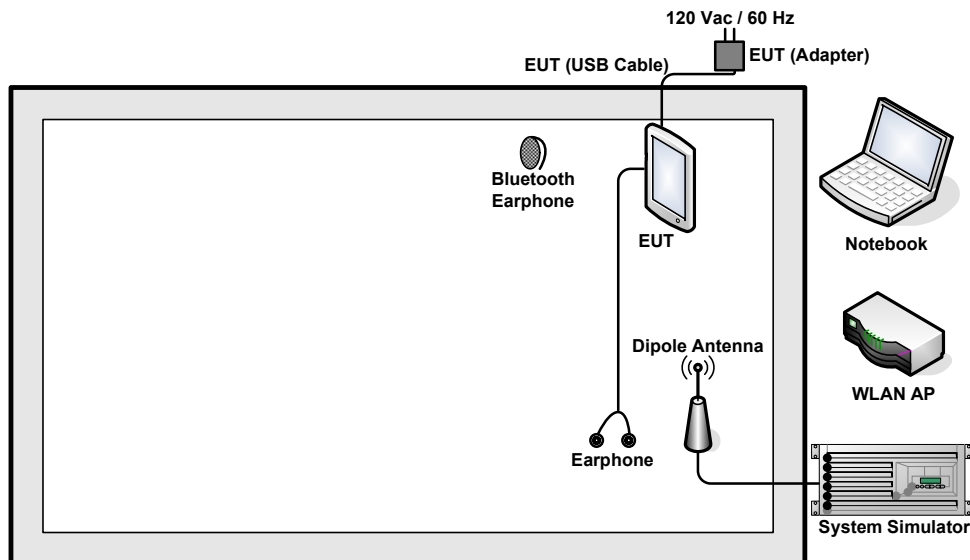 120 Vac / 60 Hz
EUT (USB Cable)
EUT (Adapter)
Bluetooth
Earphone
EUT
Notebook
Dipole Antenna
WLAN AP
Earphone
System Simulator